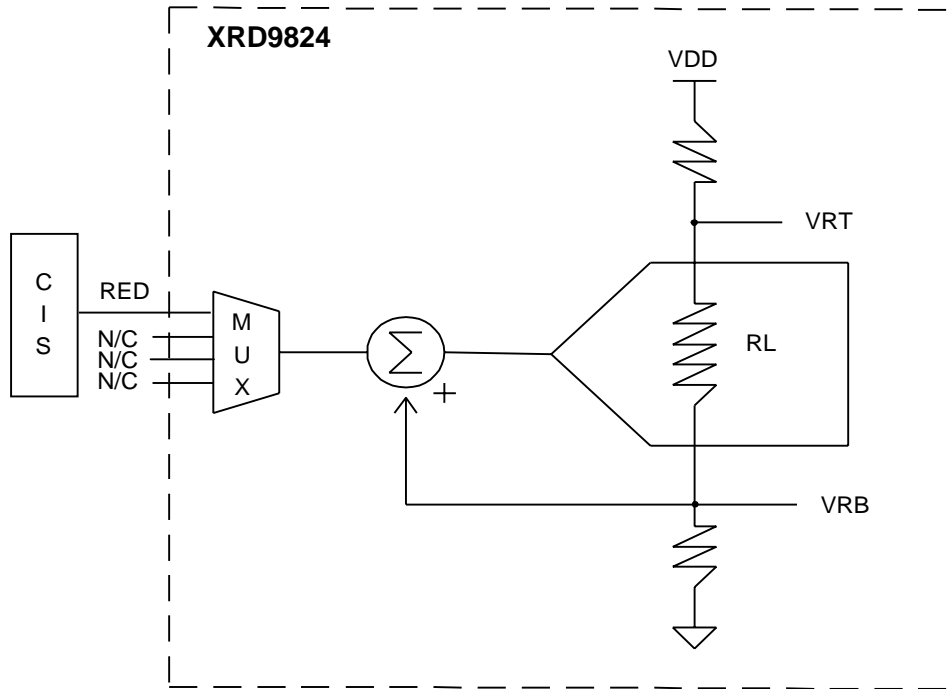 XRD9824
VDD
VRT
C
I
S
RED
N/C
N/C
N/C
M
U
X
Σ
+
RL
VRB